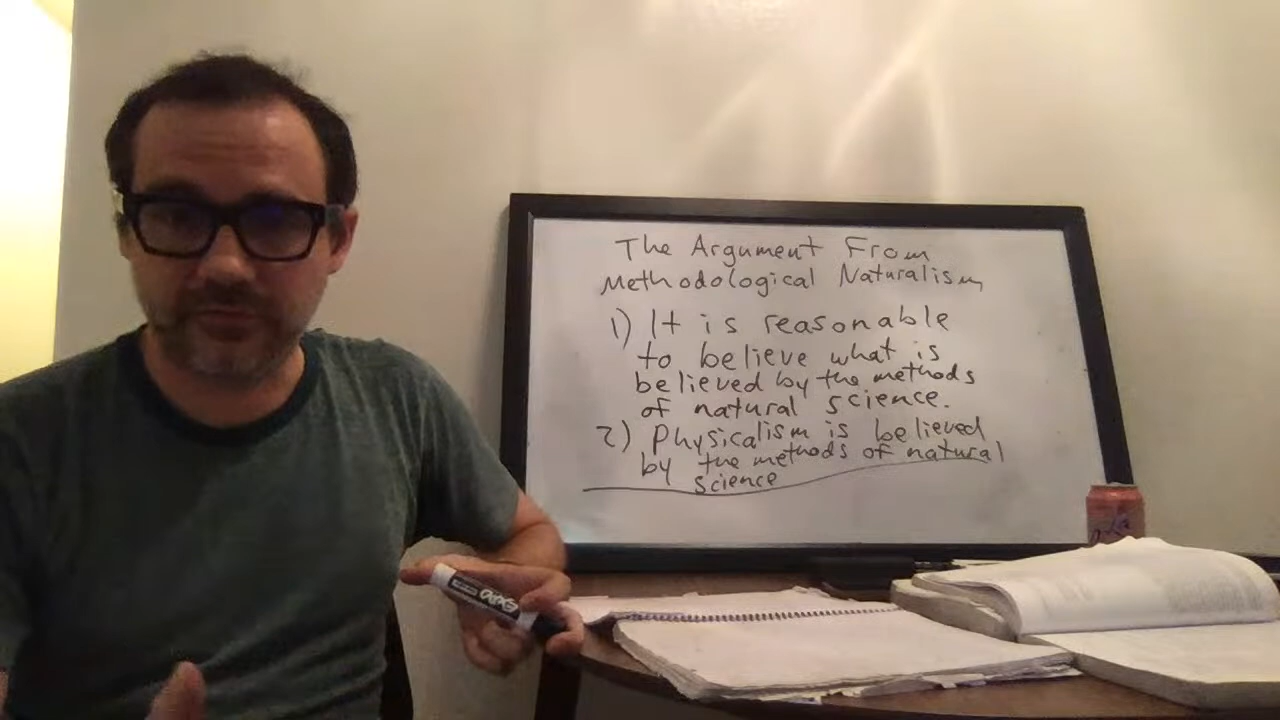 The Argument From
Methodological Naturalism
1) It is reasonable
to believe what is
believed by the methods
of natural science.
2) Physicalism is believed
by the methods of natural
science
EXPO